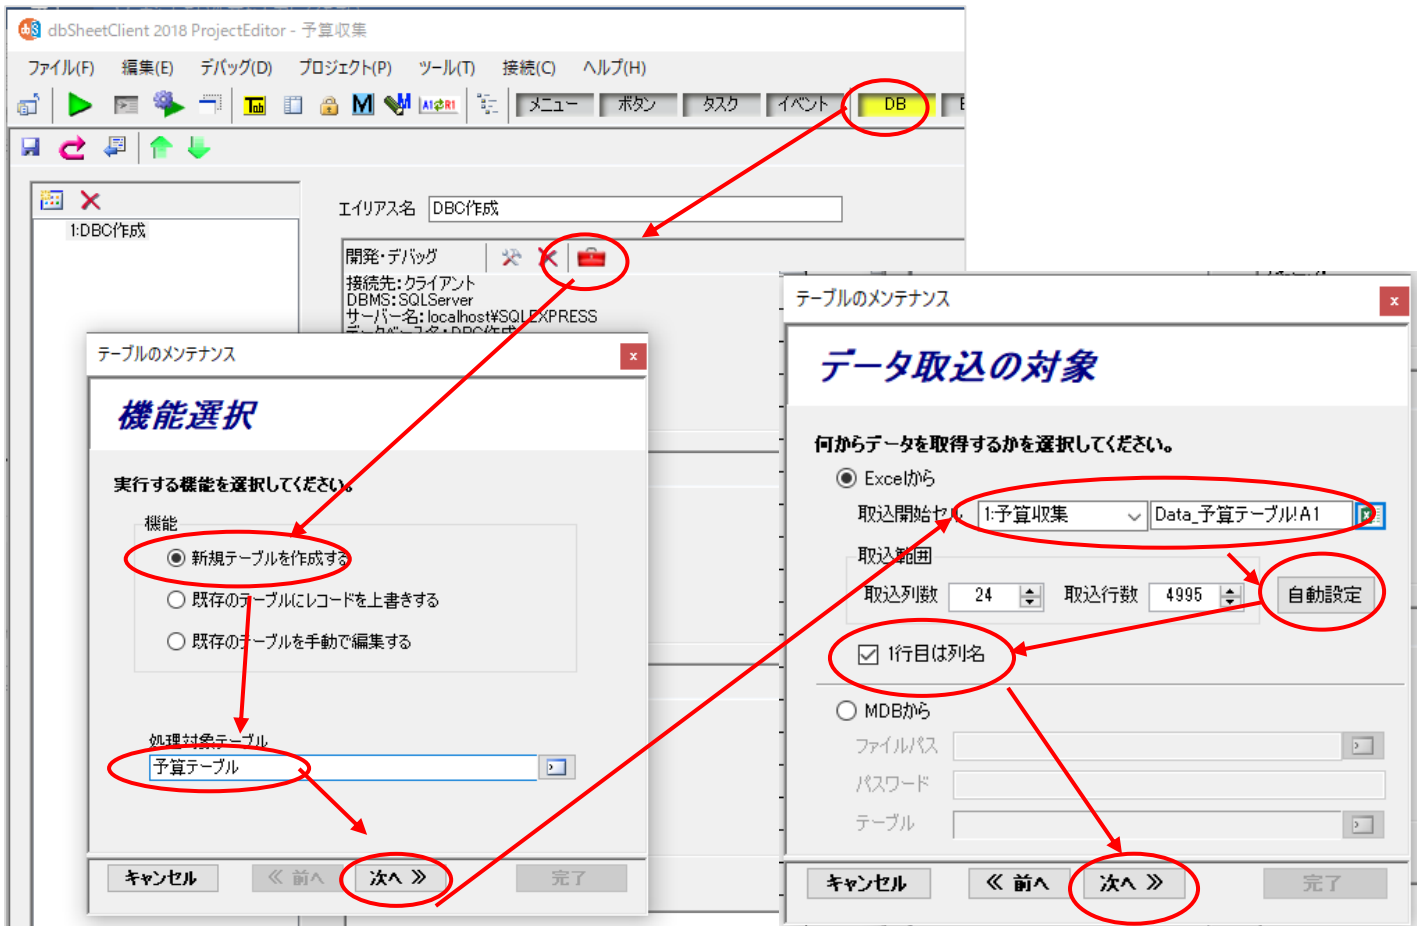 dbSheetClient 2018 ProjectEditor - 予算収集
ファイル(F) 編集(E) デバッグ(D) プロジェクト(P) ツール(T) 接続(C) ヘルプ(H)
Tab M M A1⇄R1 メニュー ボタン タスク イベント DB
エイリアス名 DBC作成
1:DBC作成
開発・デバッグ
接続先:クライアント
DBMS:SQLServer
サーバー名:localhost¥SQLEXPRESS
データベース名:DBC作成
テーブルのメンテナンス
機能選択
実行する機能を選択してください。
機能
新規テーブルを作成する
既存のテーブルにレコードを上書きする
既存のテーブルを手動で編集する
処理対象テーブル
予算テーブル
キャンセル ≪ 前へ 次へ ≫ 完了
テーブルのメンテナンス
データ取込の対象
何からデータを取得するかを選択してください。
Excelから
取込開始セル 1:予算収集 Data_予算テーブル!A1
取込範囲
取込列数 24 取込行数 4995 自動設定
1行目は列名
MDBから
ファイルパス
パスワード
テーブル
キャンセル ≪ 前へ 次へ ≫ 完了